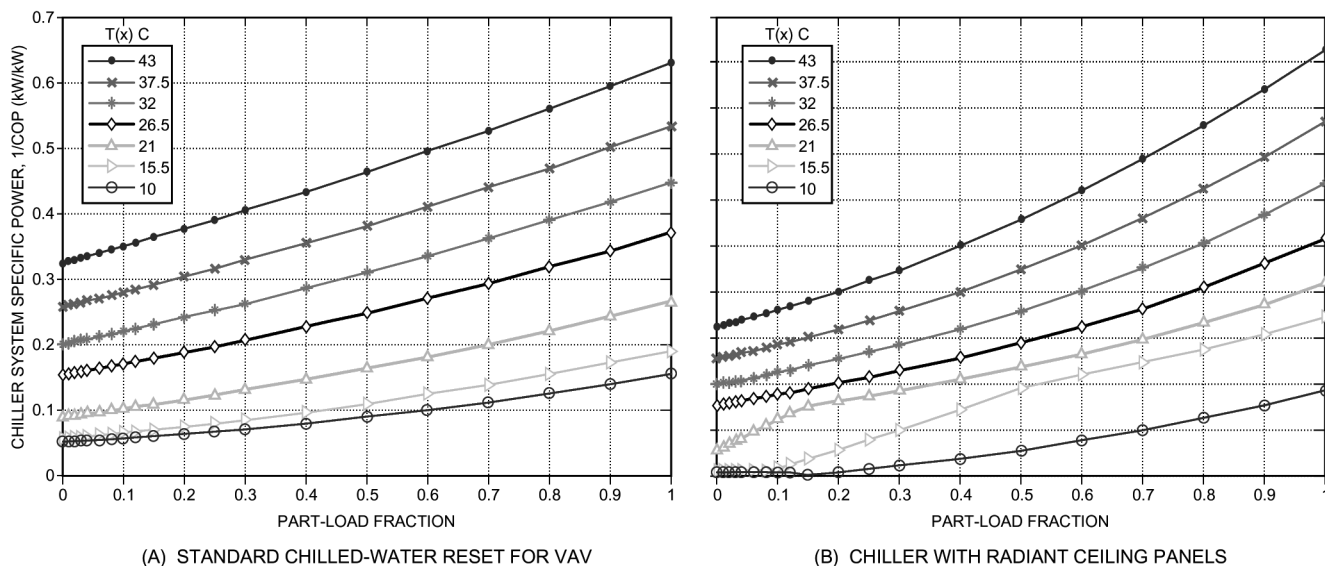 CHILLER SYSTEM SPECIFIC POWER, 1/COP (kW/kW)
0.7
0.6
0.5
0.4
0.3
0.2
0.1
0
T(x) C
43
37.5
32
26.5
21
15.5
10
0 0.1 0.2 0.3 0.4 0.5 0.6 0.7 0.8 0.9 1
PART-LOAD FRACTION
(A) STANDARD CHILLED-WATER RESET FOR VAV
T(x) C
43
37.5
32
26.5
21
15.5
10
0 0.1 0.2 0.3 0.4 0.5 0.6 0.7 0.8 0.9 1
PART-LOAD FRACTION
(B) CHILLER WITH RADIANT CEILING PANELS